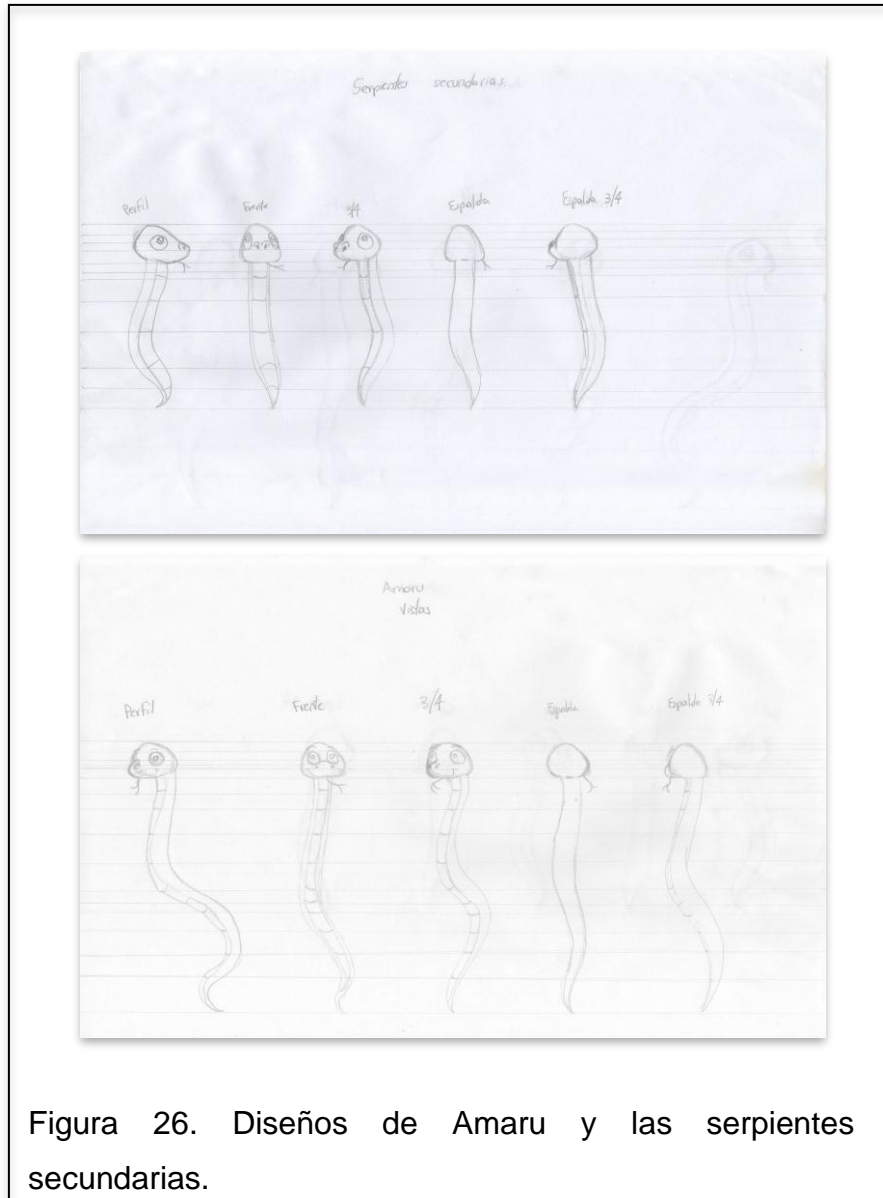 Serpientes secundarias.
Perfil Frente 3/4 Espalda Espalda 3/4
Amaru
Vistas
Perfil Frente 3/4 Espalda Espalda 3/4
Figura 26. Diseños de Amaru y las serpientes
secundarias.